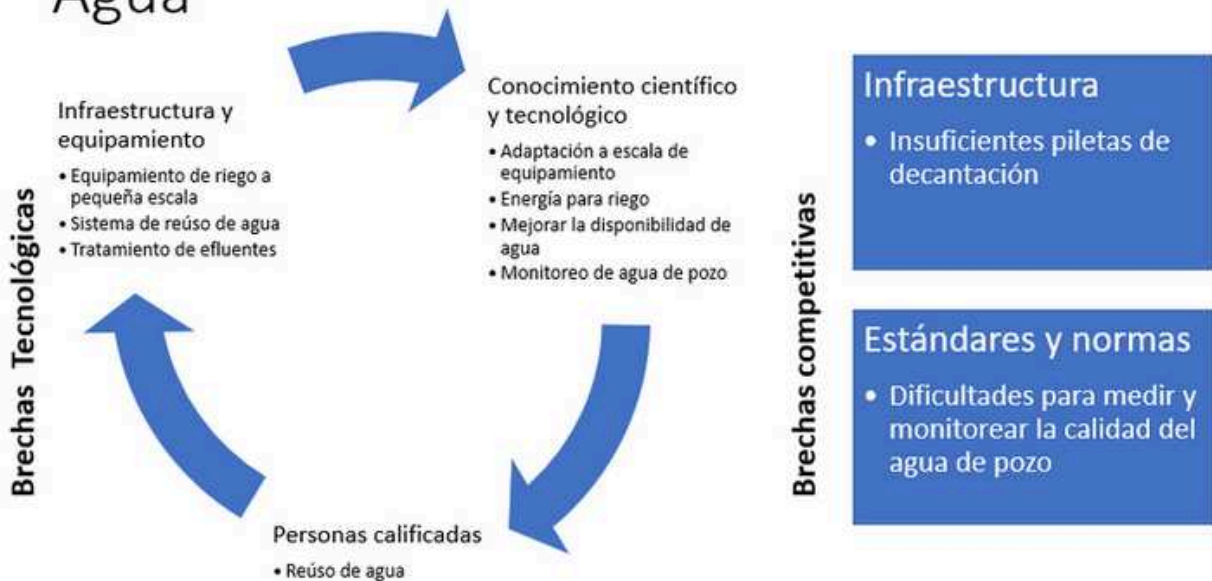 Agua
Brechas Tecnológicas
Infraestructura y
equipamiento
• Equipamiento de riego a
pequeña escala
• Sistema de reúso de agua
• Tratamiento de efluentes
Conocimiento científico
y tecnológico
• Adaptación a escala de
equipamiento
• Energía para riego
• Mejorar la disponibilidad de
agua
• Monitoreo de agua de pozo
Personas calificadas
• Reúso de agua
Brechas competitivas
Infraestructura
• Insuficientes piletas de
decantación
Estándares y normas
• Dificultades para medir y
monitorear la calidad del
agua de pozo